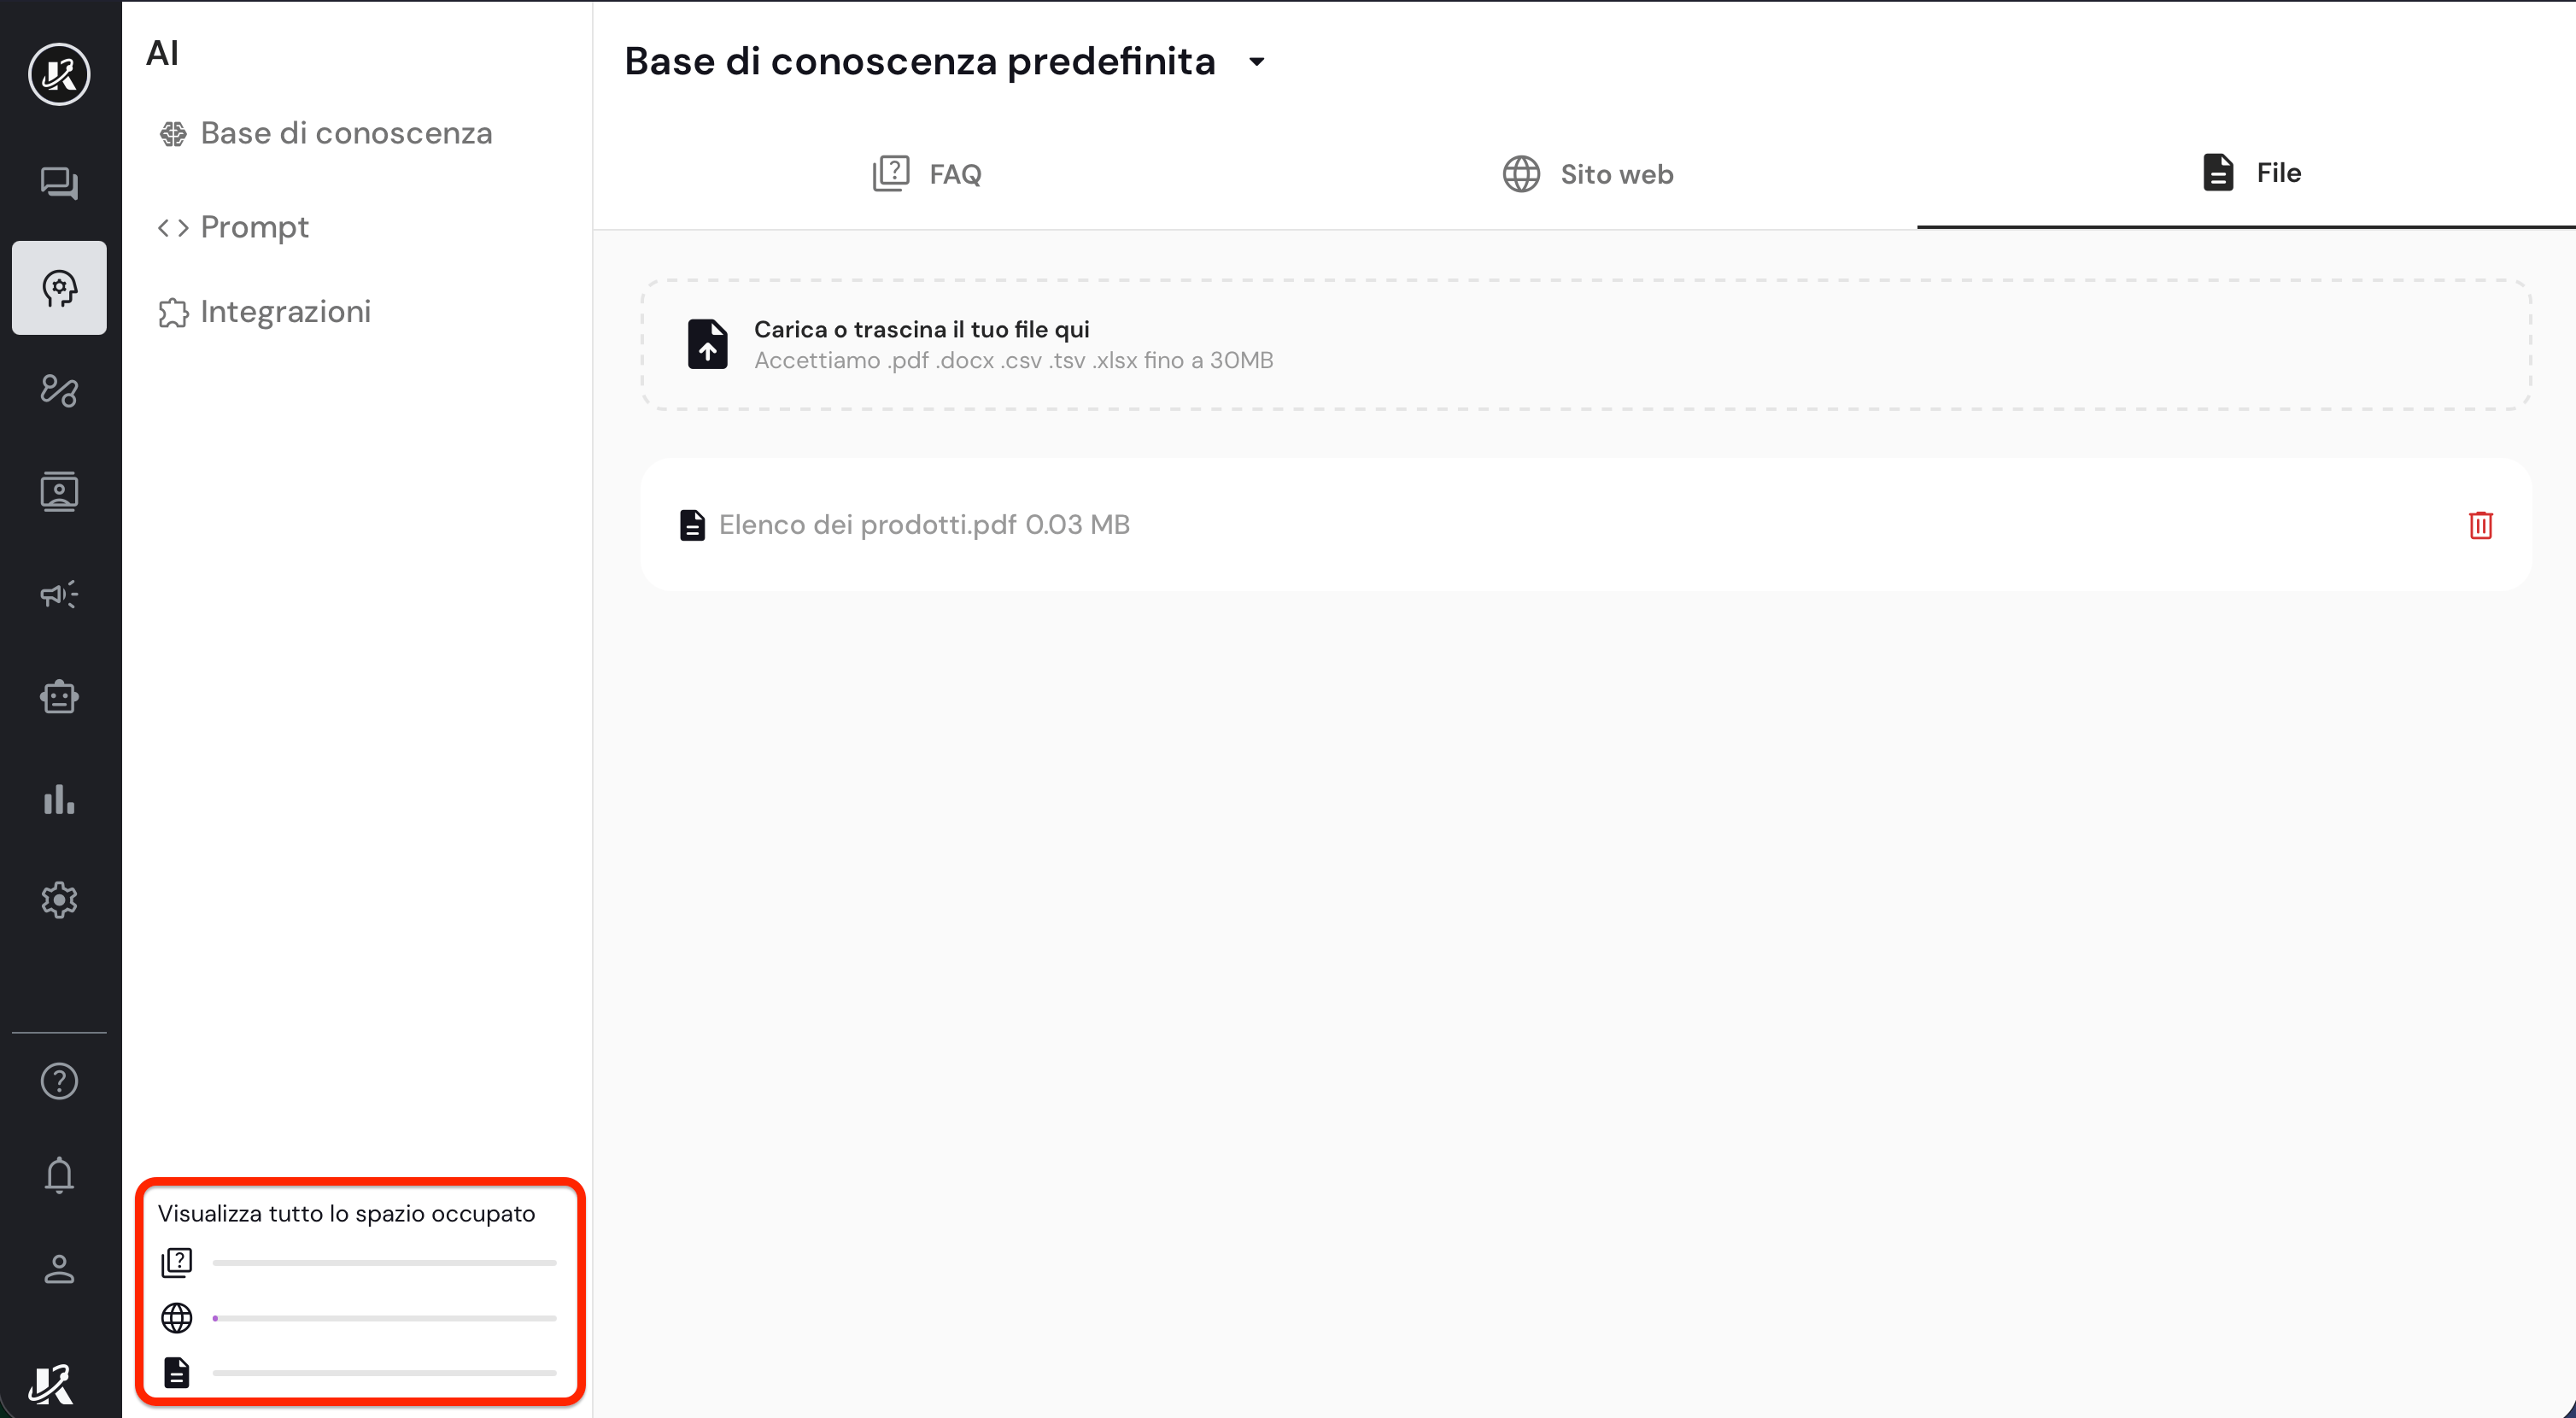 AI
Base di conoscenza
Prompt
Integrazioni
Visualizza tutto lo spazio occupato
Base di conoscenza predefinita
FAQ
Sito web
File
Carica o trascina il tuo file qui
Accettiamo .pdf .docx .csv .tsv .xlsx fino a 30MB
Elenco dei prodotti.pdf 0.03 MB